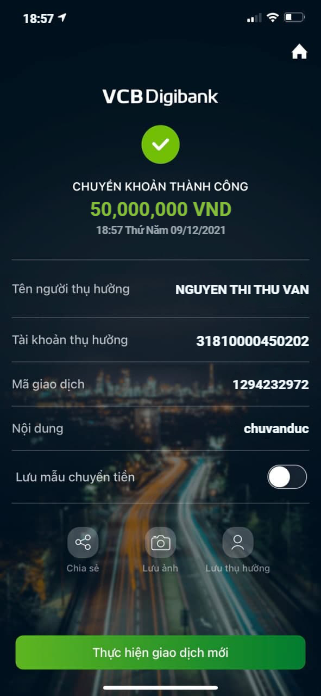 18:57
VCB Digibank
CHUYỂN KHOẢN THÀNH CÔNG
50,000,000 VND
18:57 Thứ Năm 09/12/2021
Tên người thụ hưởng NGUYEN THI THU VAN
Tài khoản thụ hưởng 31810000450202
Mã giao dịch 1294232972
Nội dung chuvanduc
Lưu mẫu chuyển tiền
Chia sẻ Lưu ảnh Lưu thụ hưởng
Thực hiện giao dịch mới